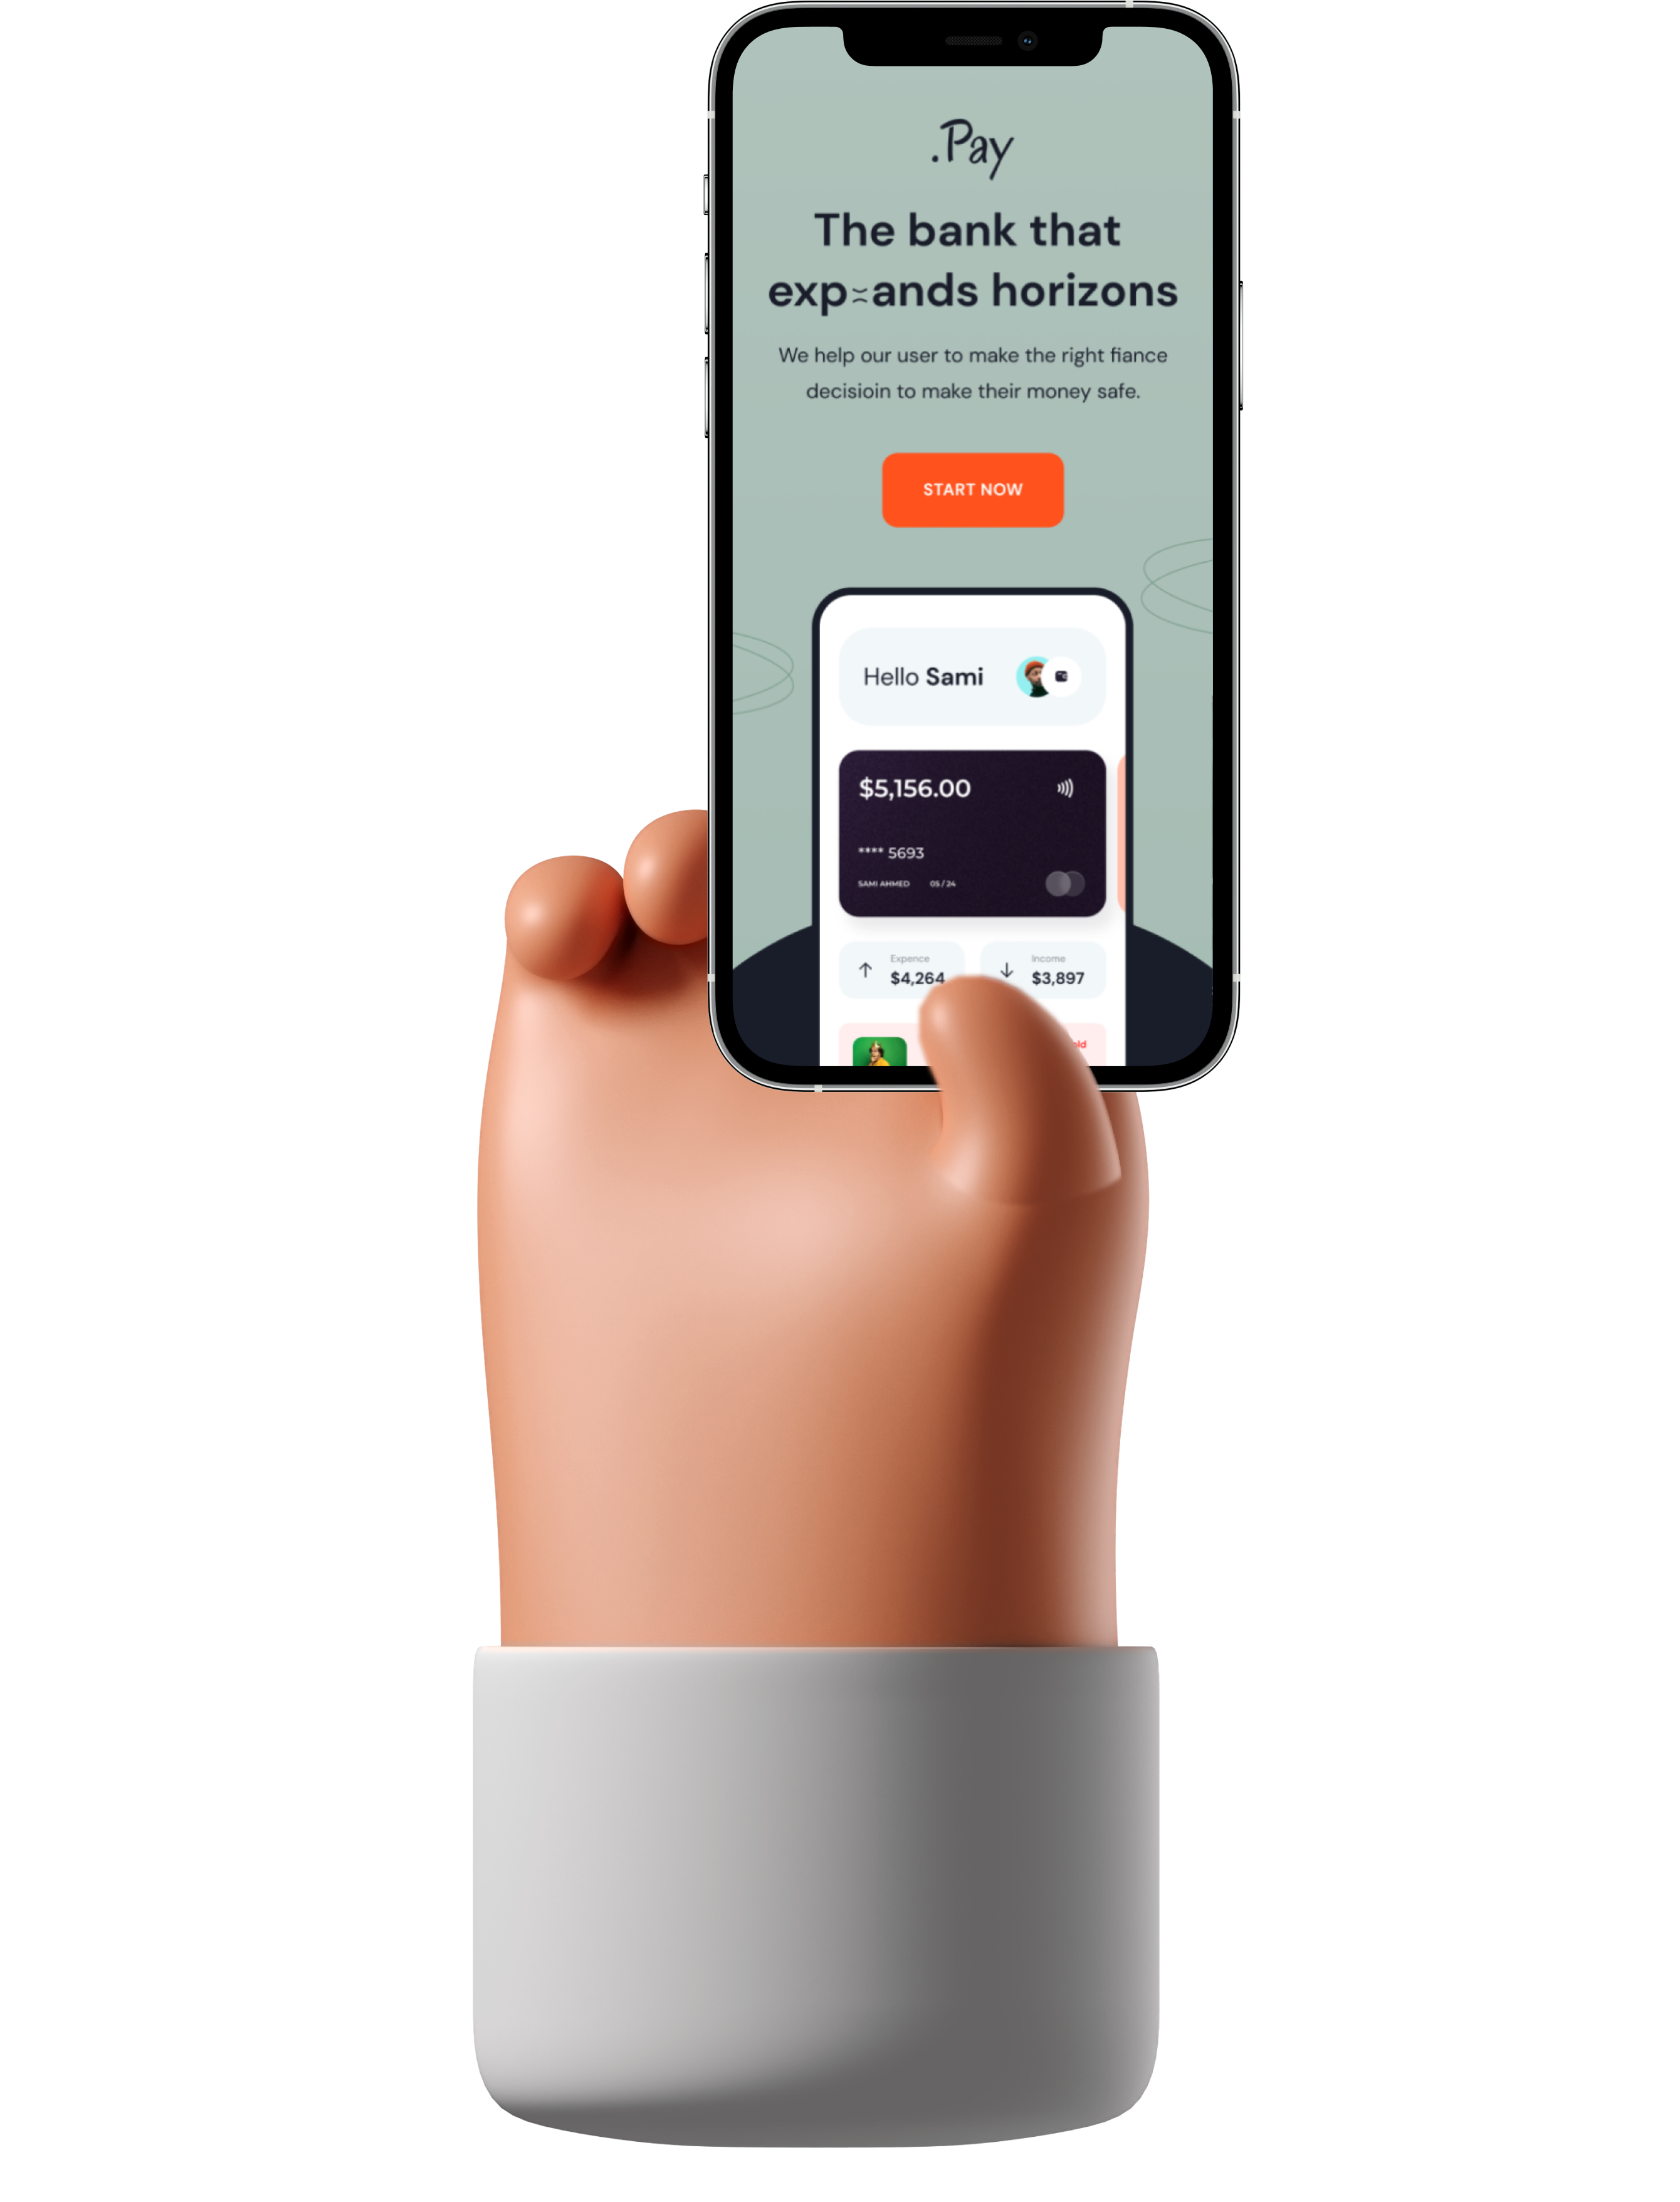 .Pay
The bank that
exp≍ands horizons
We help our user to make the right fiance
decisioin to make their money safe.
START NOW
Hello Sami
$5,156.00
**** 5693
SAMI AHMED 05 / 24
Expence Income
$4,264 $3,897